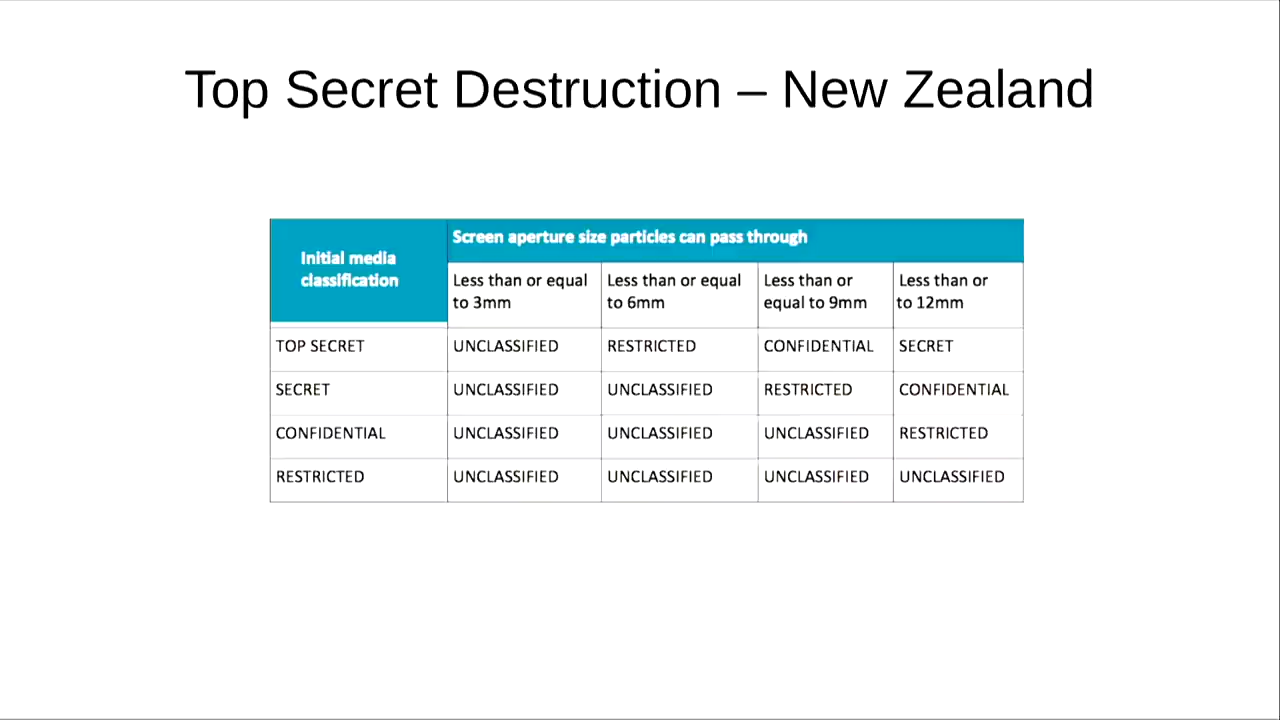 Top Secret Destruction – New Zealand
Initial media
classification
Screen aperture size particles can pass through
Less than or equal
to 3mm
Less than or equal
to 6mm
Less than or
equal to 9mm
Less than or
to 12mm
TOP SECRET UNCLASSIFIED RESTRICTED CONFIDENTIAL SECRET
SECRET UNCLASSIFIED UNCLASSIFIED RESTRICTED CONFIDENTIAL
CONFIDENTIAL UNCLASSIFIED UNCLASSIFIED UNCLASSIFIED RESTRICTED
RESTRICTED UNCLASSIFIED UNCLASSIFIED UNCLASSIFIED UNCLASSIFIED